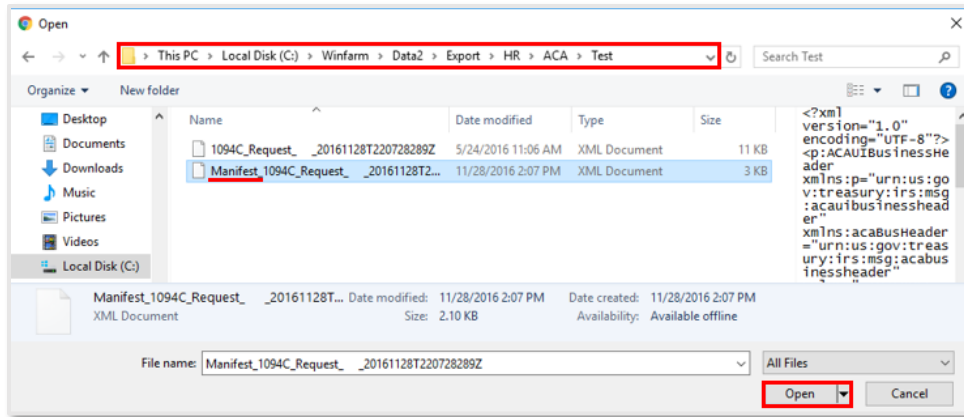 Open
This PC > Local Disk (C:) > Winfarm > Data2 > Export > HR > ACA > Test
Search Test
Organize New folder
Name Date modified Type Size
Desktop
Documents
Downloads
Music
Pictures
Videos
Local Disk (C:)
1094C_Request_ _20161128T220728289Z 5/24/2016 11:06 AM XML Document 11 KB
Manifest_1094C_Request_ _20161128T2... 11/28/2016 2:07 PM XML Document 3 KB
<?xml
version="1.0"
encoding="UTF-8"?>
<p:ACAUIBusinessHe
ader
xmlns:p="urn:us:go
v:treasury:irs:msg
:acauibusinesshead
er"
xmlns:acaBusHeader
="urn:us:gov:treas
ury:irs:msg:acabus
inessheader"
Manifest_1094C_Request_ _20161128T... Date modified: 11/28/2016 2:07 PM Date created: 11/28/2016 2:07 PM
XML Document Size: 2.10 KB Availability: Available offline
File name: Manifest_1094C_Request_ _20161128T220728289Z All Files
Open Cancel